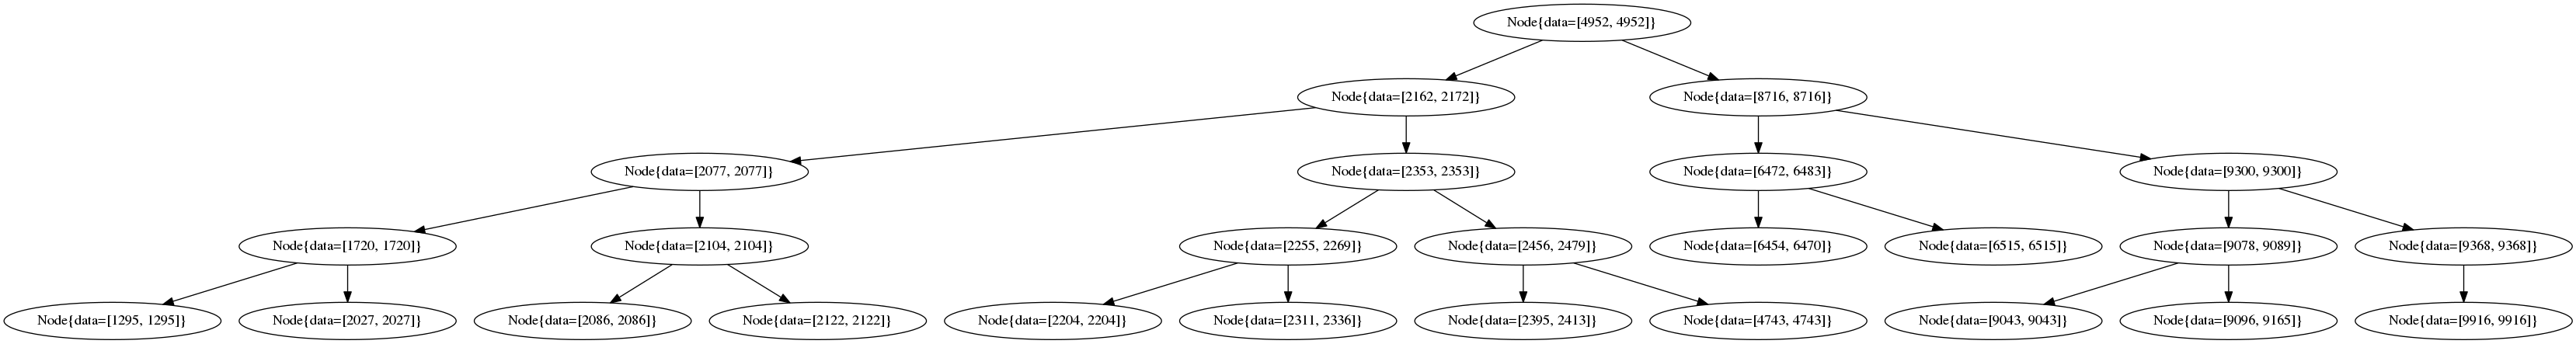 Node{data=[4952, 4952]}
Node{data=[2162, 2172]}
Node{data=[8716, 8716]}
Node{data=[2077, 2077]}
Node{data=[2353, 2353]}
Node{data=[6472, 6483]}
Node{data=[9300, 9300]}
Node{data=[1720, 1720]}
Node{data=[2104, 2104]}
Node{data=[2255, 2269]}
Node{data=[2456, 2479]}
Node{data=[6454, 6470]}
Node{data=[6515, 6515]}
Node{data=[9078, 9089]}
Node{data=[9368, 9368]}
Node{data=[1295, 1295]}
Node{data=[2027, 2027]}
Node{data=[2086, 2086]}
Node{data=[2122, 2122]}
Node{data=[2204, 2204]}
Node{data=[2311, 2336]}
Node{data=[2395, 2413]}
Node{data=[4743, 4743]}
Node{data=[9043, 9043]}
Node{data=[9096, 9165]}
Node{data=[9916, 9916]}